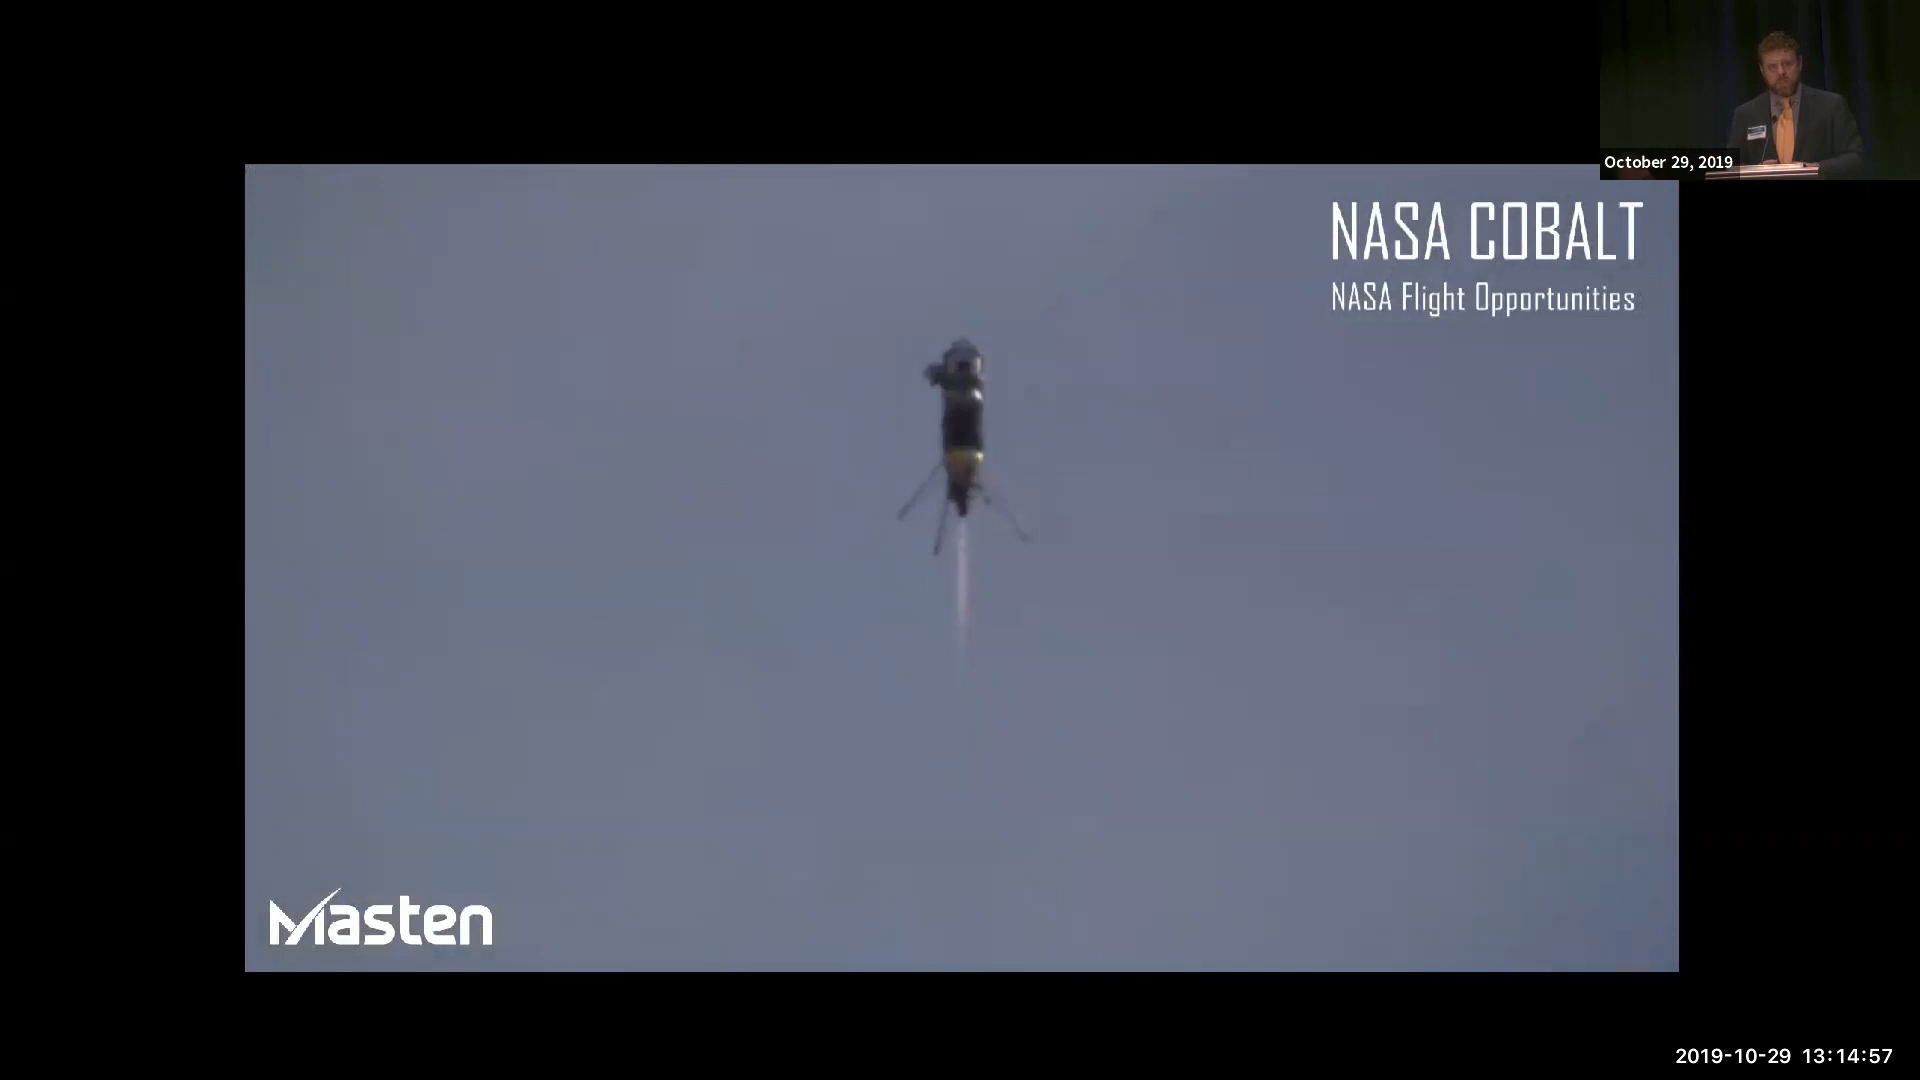 October 29, 2019
NASA COBALT
NASA Flight Opportunities
Masten
2019-10-29 13:14:57